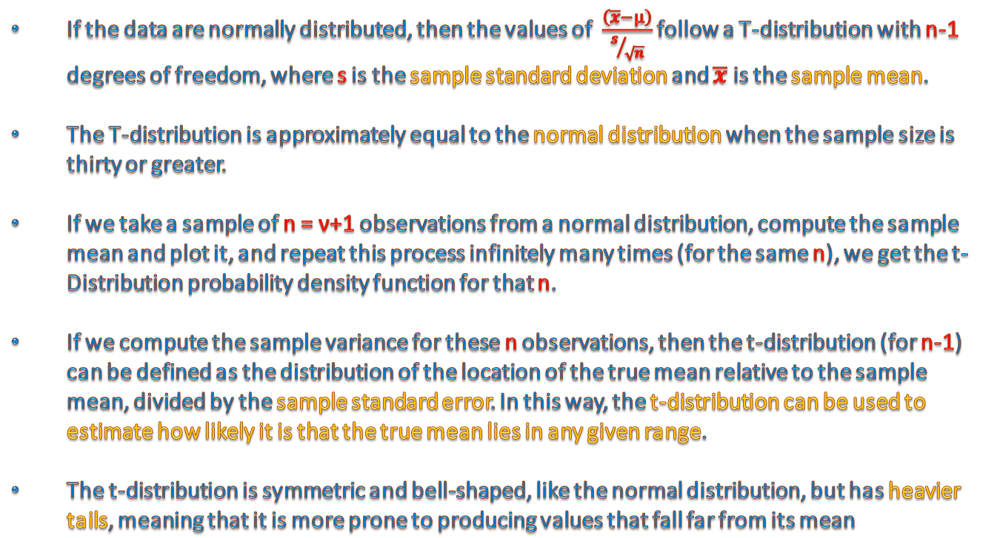 • If the data are normally distributed, then the values of (x̅−μ) / (s/√n) follow a T-distribution with n-1
degrees of freedom, where s is the sample standard deviation and x̅ is the sample mean.
• The T-distribution is approximately equal to the normal distribution when the sample size is
thirty or greater.
• If we take a sample of n = v+1 observations from a normal distribution, compute the sample
mean and plot it, and repeat this process infinitely many times (for the same n), we get the t-
Distribution probability density function for that n.
• If we compute the sample variance for these n observations, then the t-distribution (for n-1)
can be defined as the distribution of the location of the true mean relative to the sample
mean, divided by the sample standard error. In this way, the t-distribution can be used to
estimate how likely it is that the true mean lies in any given range.
• The t-distribution is symmetric and bell-shaped, like the normal distribution, but has heavier
tails, meaning that it is more prone to producing values that fall far from its mean